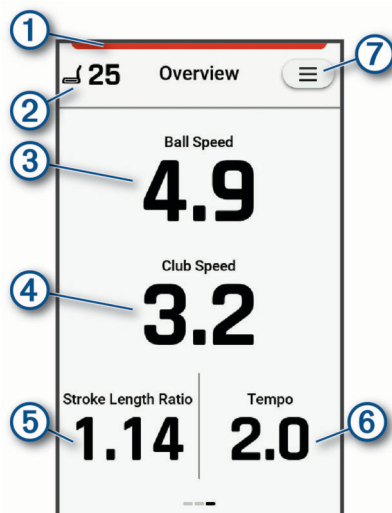 1
2
25 Overview
7
Ball Speed
3
4.9
Club Speed
4
3.2
Stroke Length Ratio Tempo
5
1.14 2.0
6